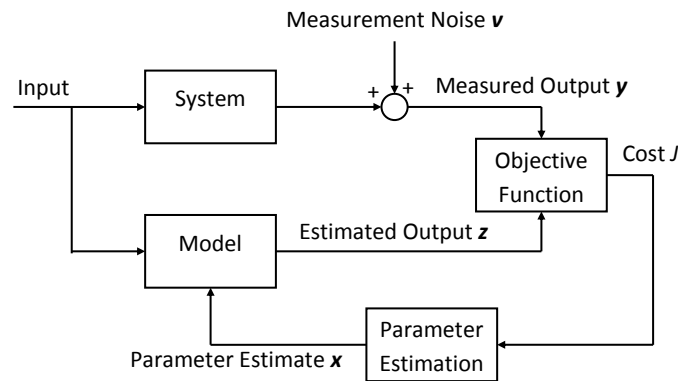 Measurement Noise v
Input
System
+ +
Measured Output y
Objective
Function
Cost J
Model
Estimated Output z
Parameter
Estimation
Parameter Estimate x